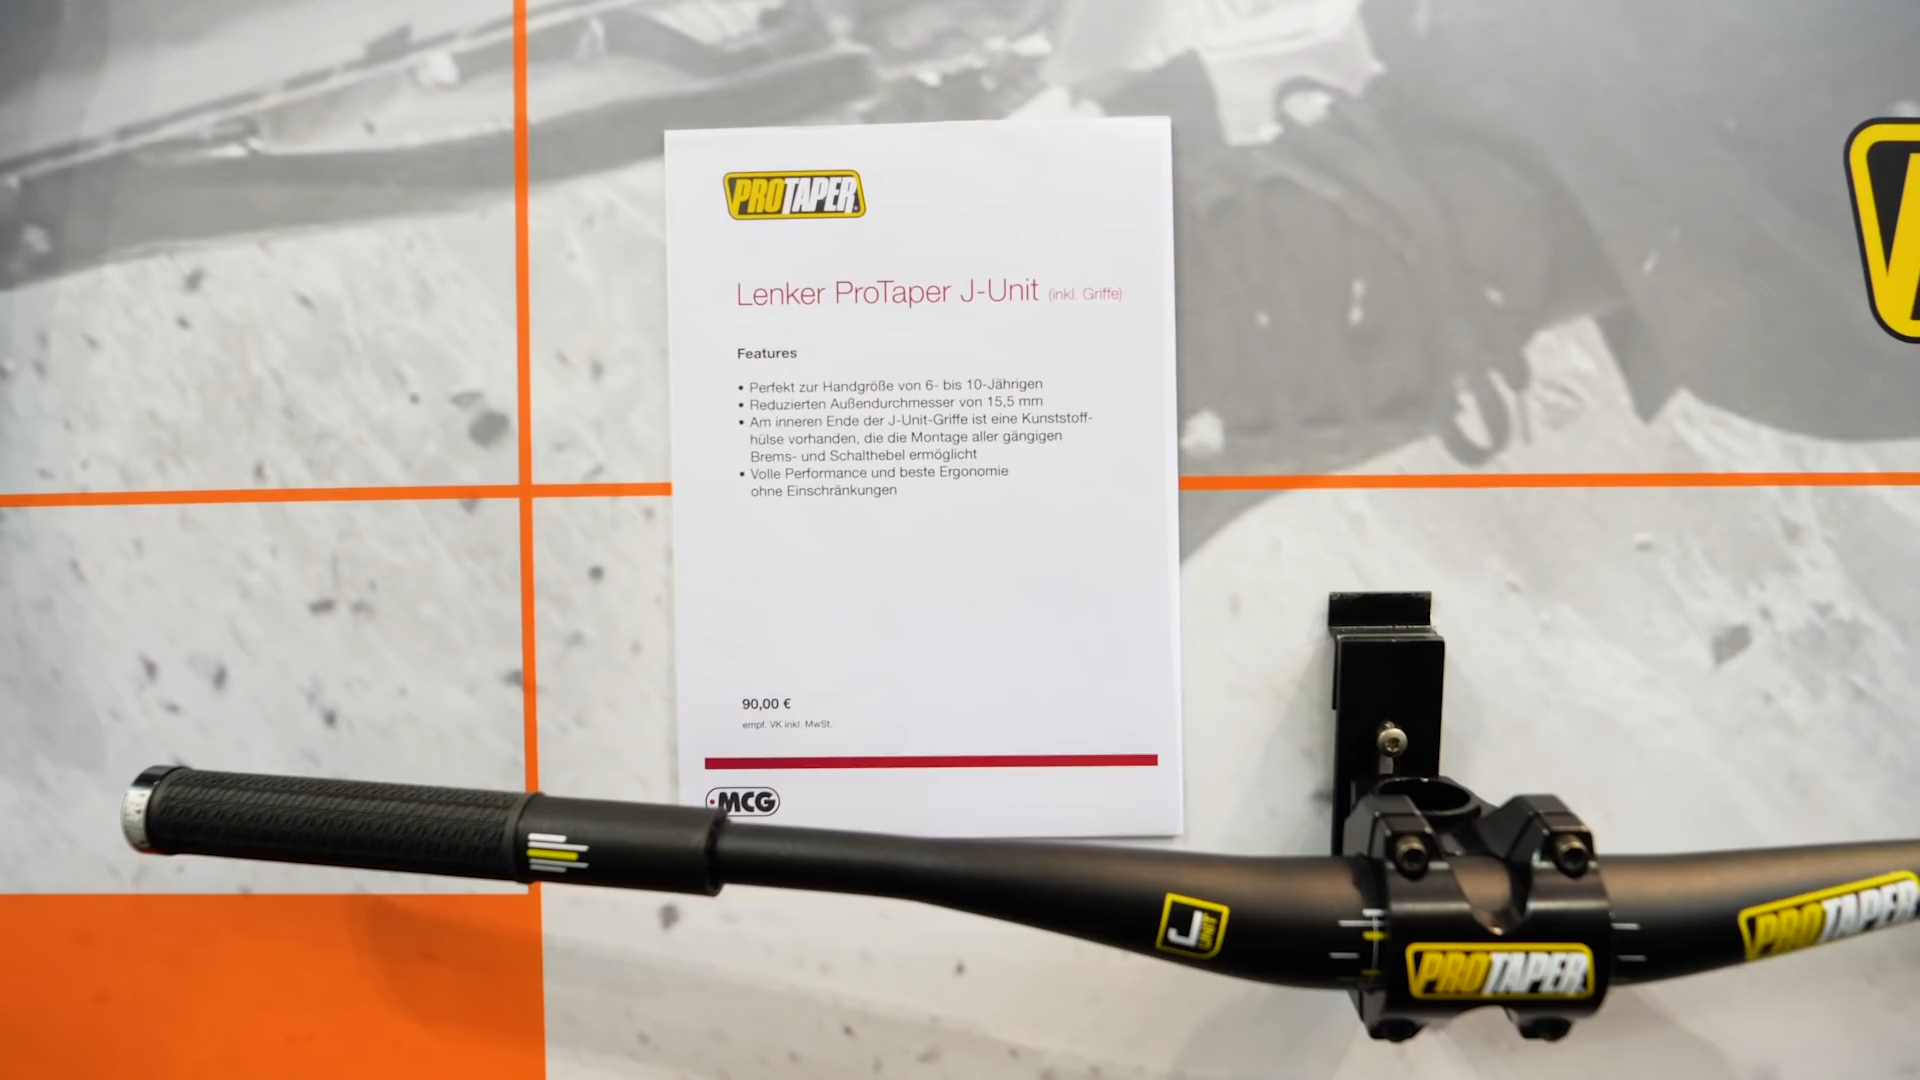 PROTAPER
Lenker ProTaper J-Unit (inkl. Griffe)
Features
• Perfekt zur Handgröße von 6- bis 10-Jährigen
• Reduzierten Außendurchmesser von 15,5 mm
• Am inneren Ende der J-Unit-Griffe ist eine Kunststoff-
hülse vorhanden, die die Montage aller gängigen
Brems- und Schalthebel ermöglicht
• Volle Performance und beste Ergonomie
ohne Einschränkungen
90,00 €
empf. VK inkl. MwSt.
MCG
J UNIT
PROTAPER
PROTAPER